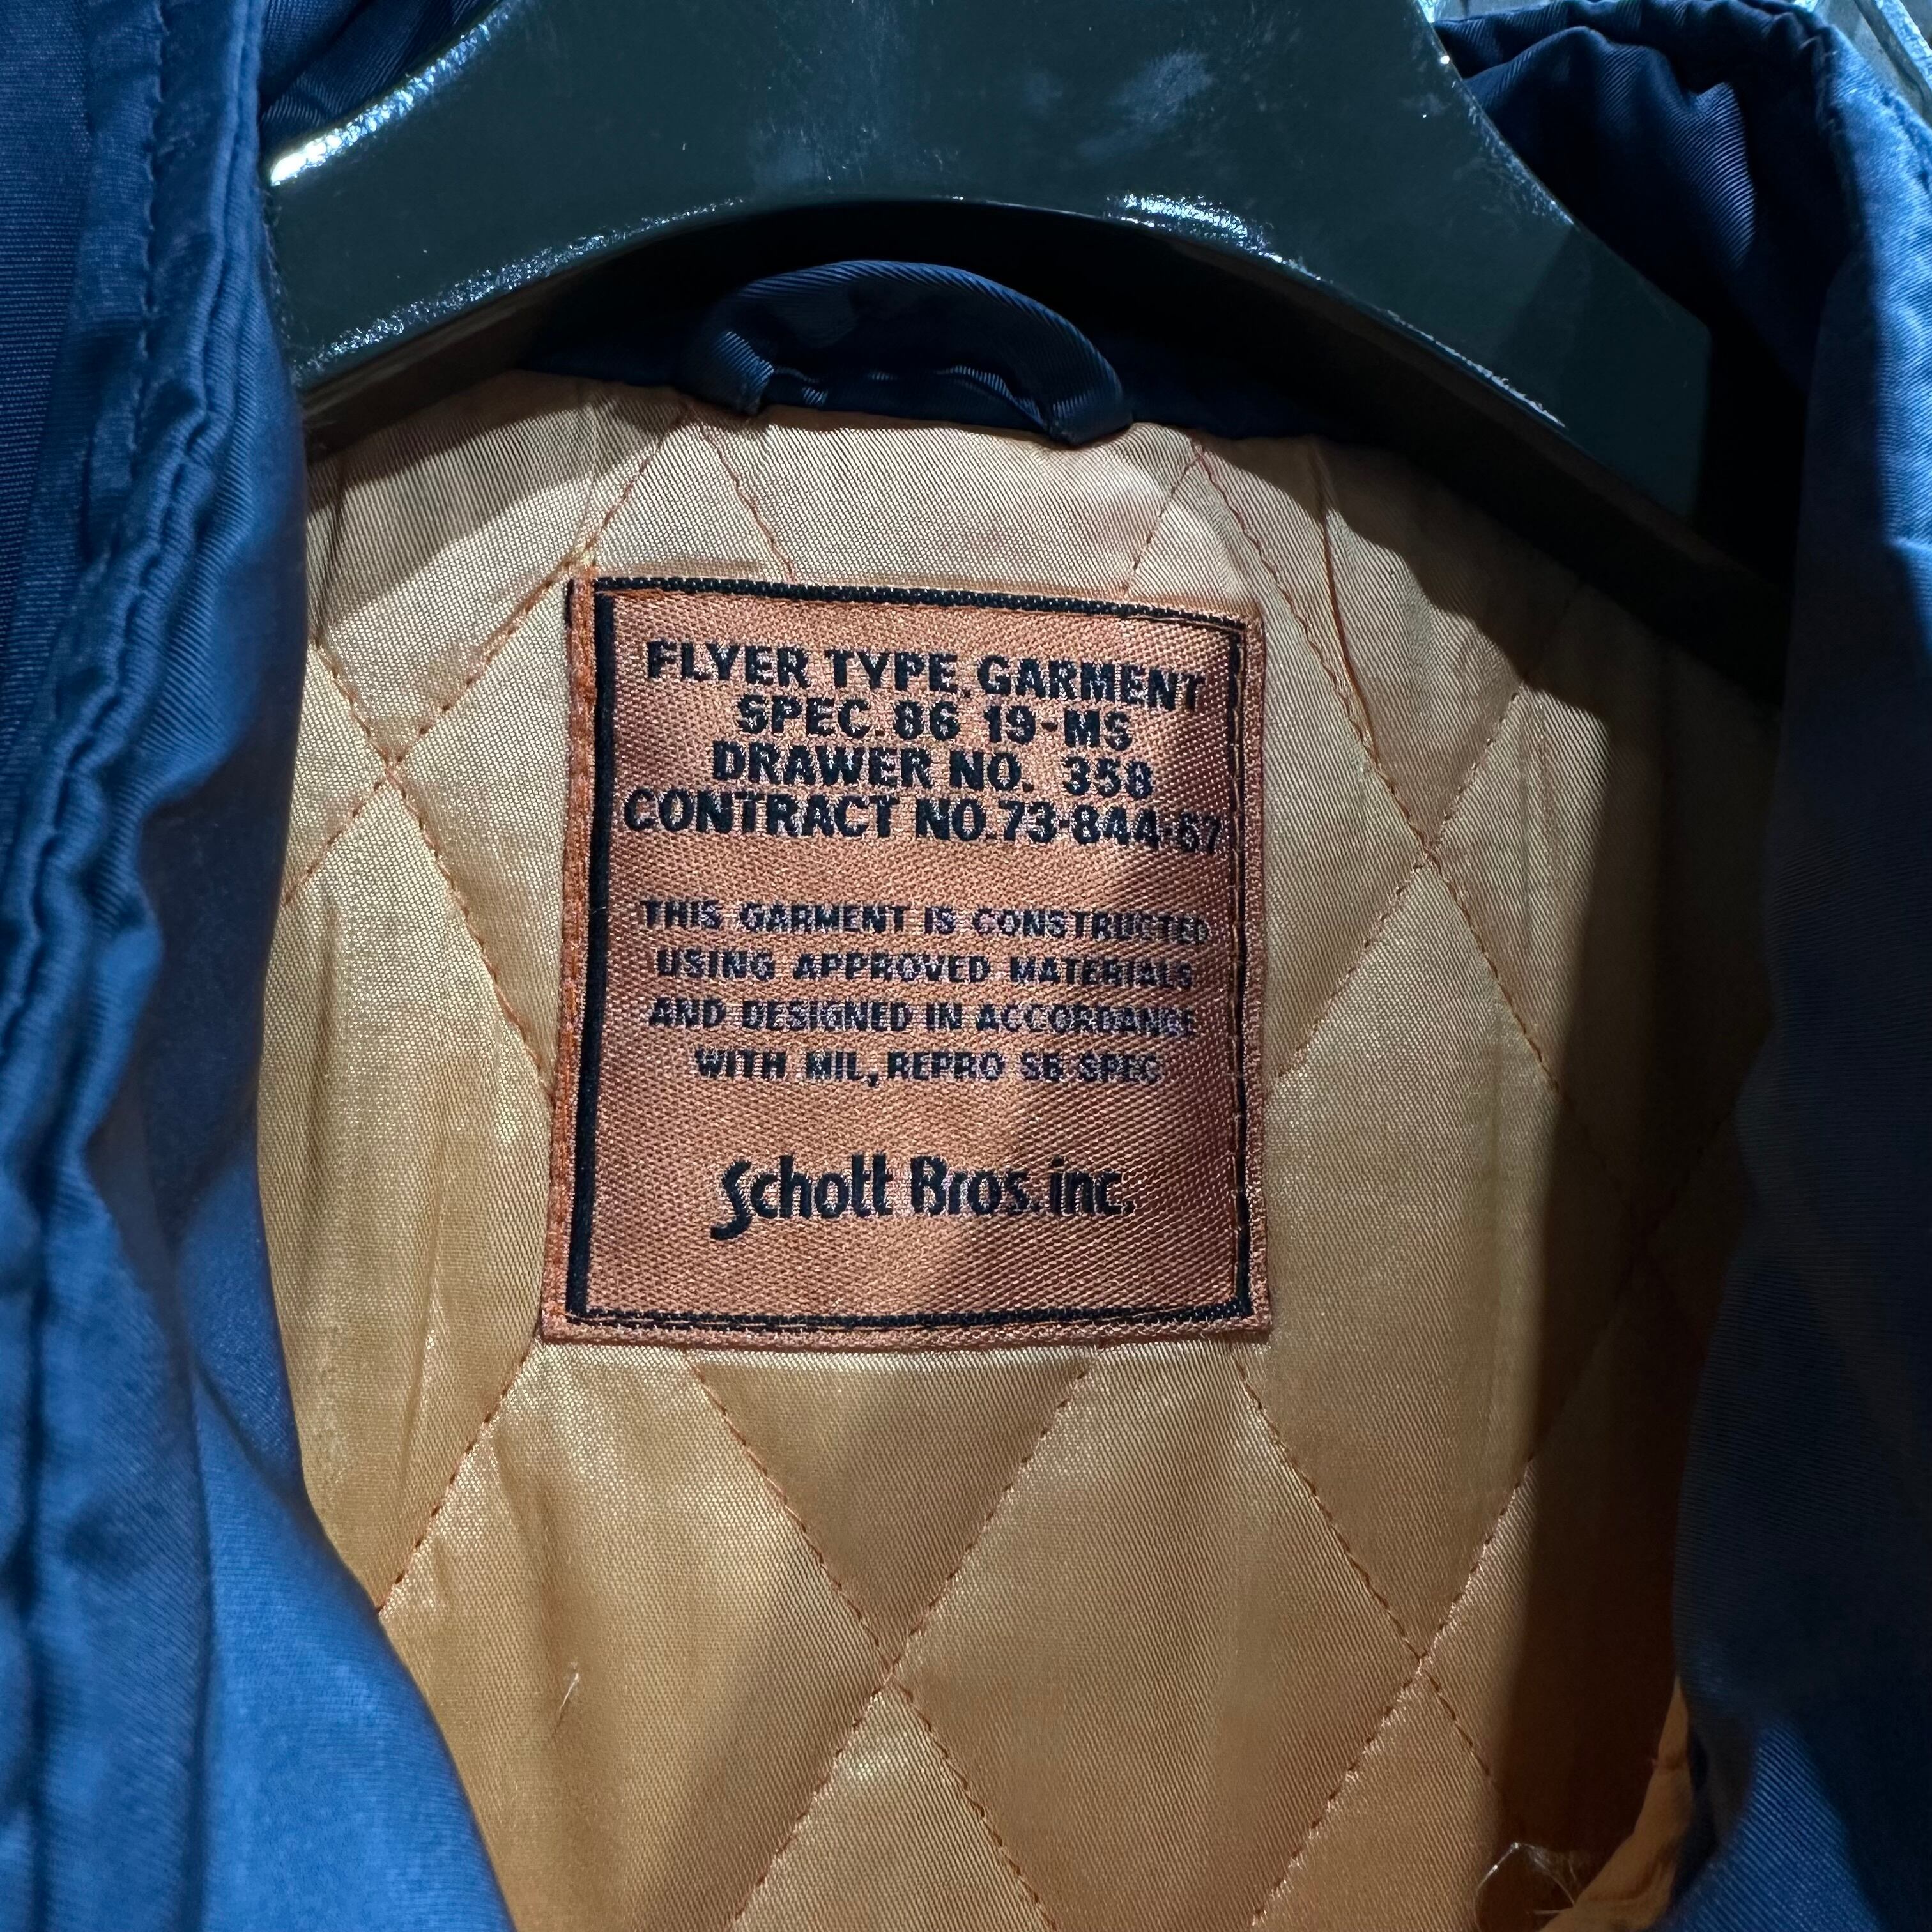 FLYER TYPE.GARMENT
SPEC. 86 19-MS
DRAWER NO. 358
CONTRACT NO.73-844-67
THIS GARMENT IS CONSTRUCTED
USING APPROVED MATERIALS
AND DESIGNED IN ACCORDANCE
WITH MIL, REPRO SB SPEC
Schott Bros. inc.